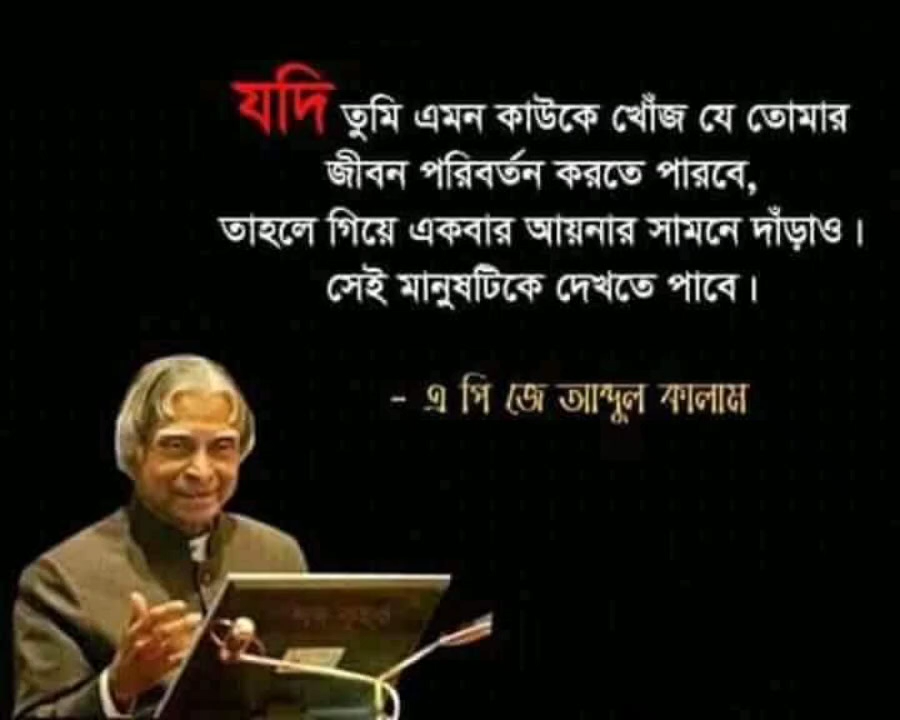 যদি তুমি এমন কাউকে খোঁজ যে তোমার
জীবন পরিবর্তন করতে পারবে,
তাহলে গিয়ে একবার আয়নার সামনে দাঁড়াও।
সেই মানুষটিকে দেখতে পাবে।
- এ পি জে আব্দুল কালাম